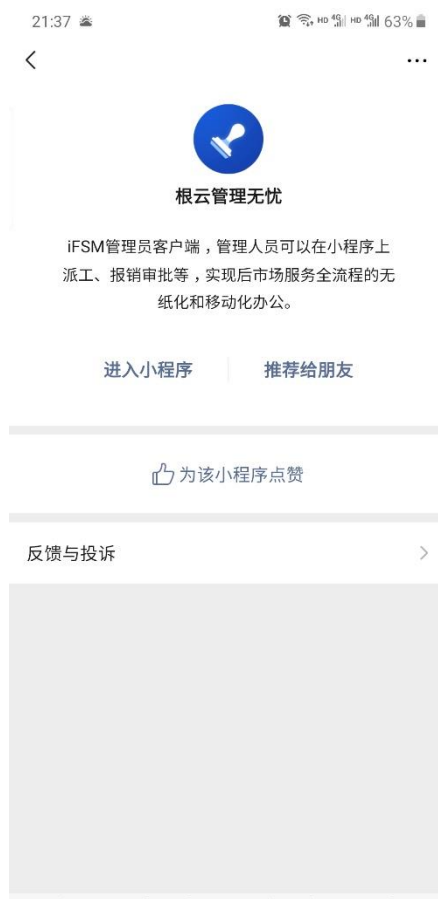 21:37
HD 4G HD 4G 63%
根云管理无忧
iFSM管理员客户端，管理人员可以在小程序上
派工、报销审批等，实现后市场服务全流程的无
纸化和移动化办公。
进入小程序 推荐给朋友
为该小程序点赞
反馈与投诉